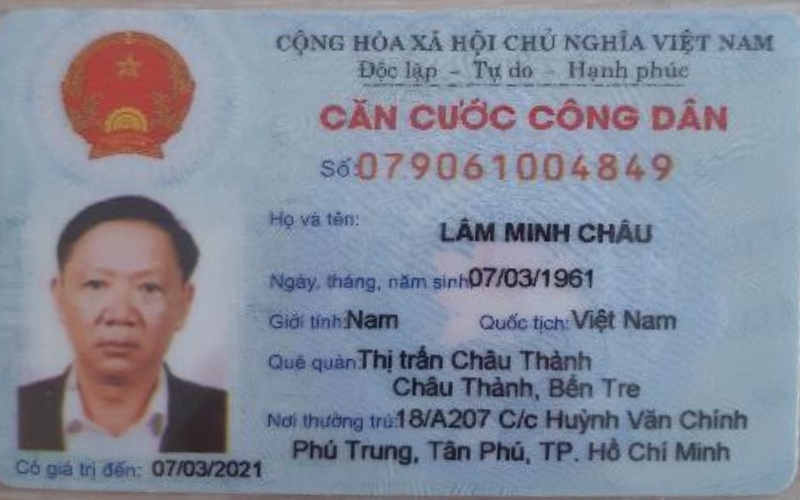 CỘNG HÒA XÃ HỘI CHỦ NGHĨA VIỆT NAM
Độc lập - Tự do - Hạnh phúc
CĂN CƯỚC CÔNG DÂN
Số: 079061004849
Họ và tên:
LÂM MINH CHÂU
Ngày, tháng, năm sinh: 07/03/1961
Giới tính: Nam Quốc tịch: Việt Nam
Quê quán: Thị trấn Châu Thành
Châu Thành, Bến Tre
Nơi thường trú: 18/A207 C/c Huỳnh Văn Chính
Phú Trung, Tân Phú, TP. Hồ Chí Minh
Có giá trị đến: 07/03/2021